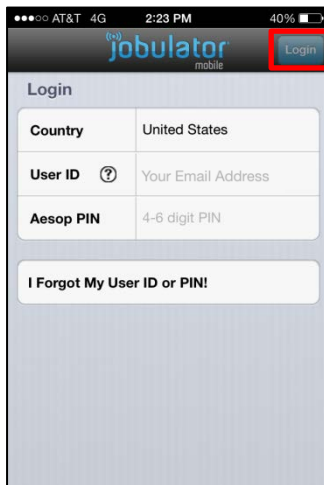 ●●●○○ AT&T 4G 2:23 PM 40%
jobulator Login
mobile
Login
Country United States
User ID ? Your Email Address
Aesop PIN 4-6 digit PIN
I Forgot My User ID or PIN!